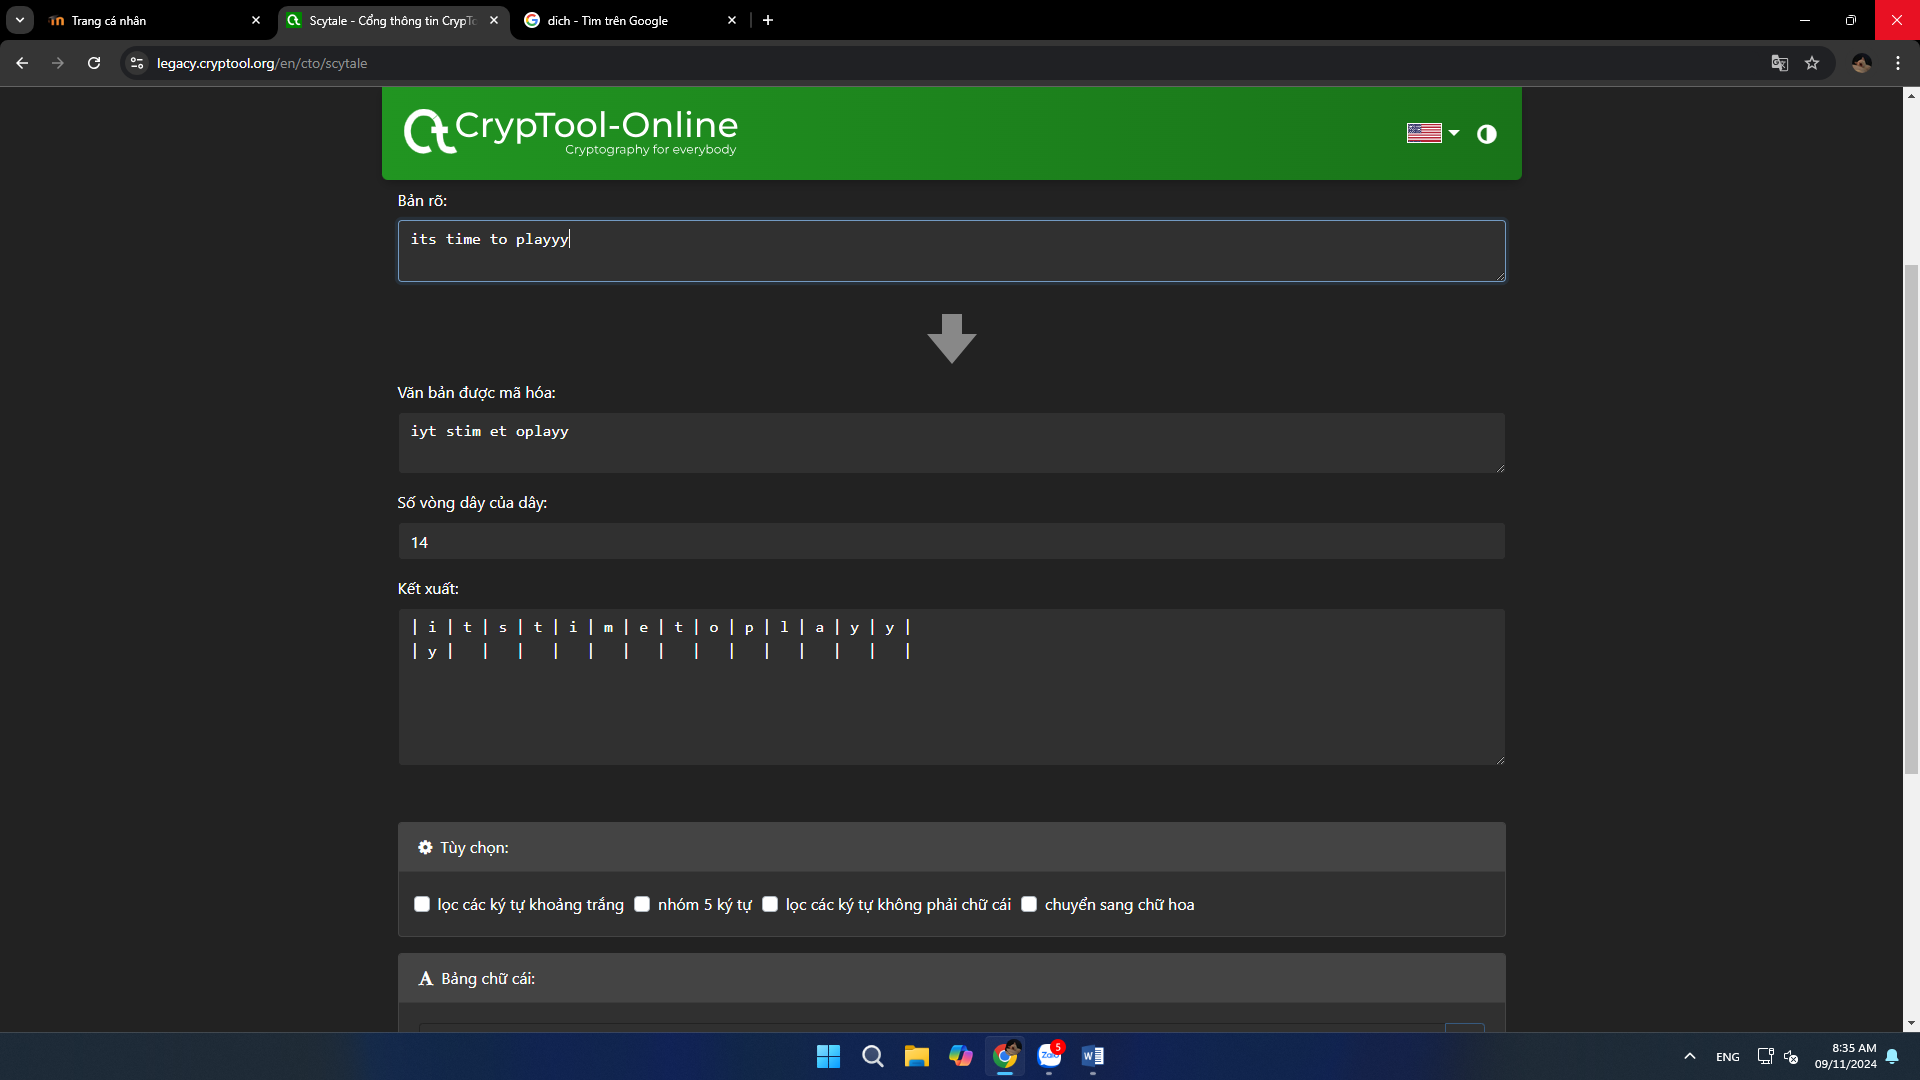 Trang cá nhân
Scytale - Cổng thông tin CrypTo
dich - Tìm trên Google
legacy.cryptool.org/en/cto/scytale
CrypTool-Online
Cryptography for everybody
Bản rõ:
its time to playyy
Văn bản được mã hóa:
iyt stim et oplayy
Số vòng dây của dây:
14
Kết xuất:
| i | t | s | t | i | m | e | t | o | p | l | a | y | y |
| y |   |   |   |   |   |   |   |   |   |   |   |   |   |
Tùy chọn:
lọc các ký tự khoảng trắng nhóm 5 ký tự lọc các ký tự không phải chữ cái chuyển sang chữ hoa
A Bảng chữ cái:
Zalo
5
ENG
8:35 AM
09/11/2024